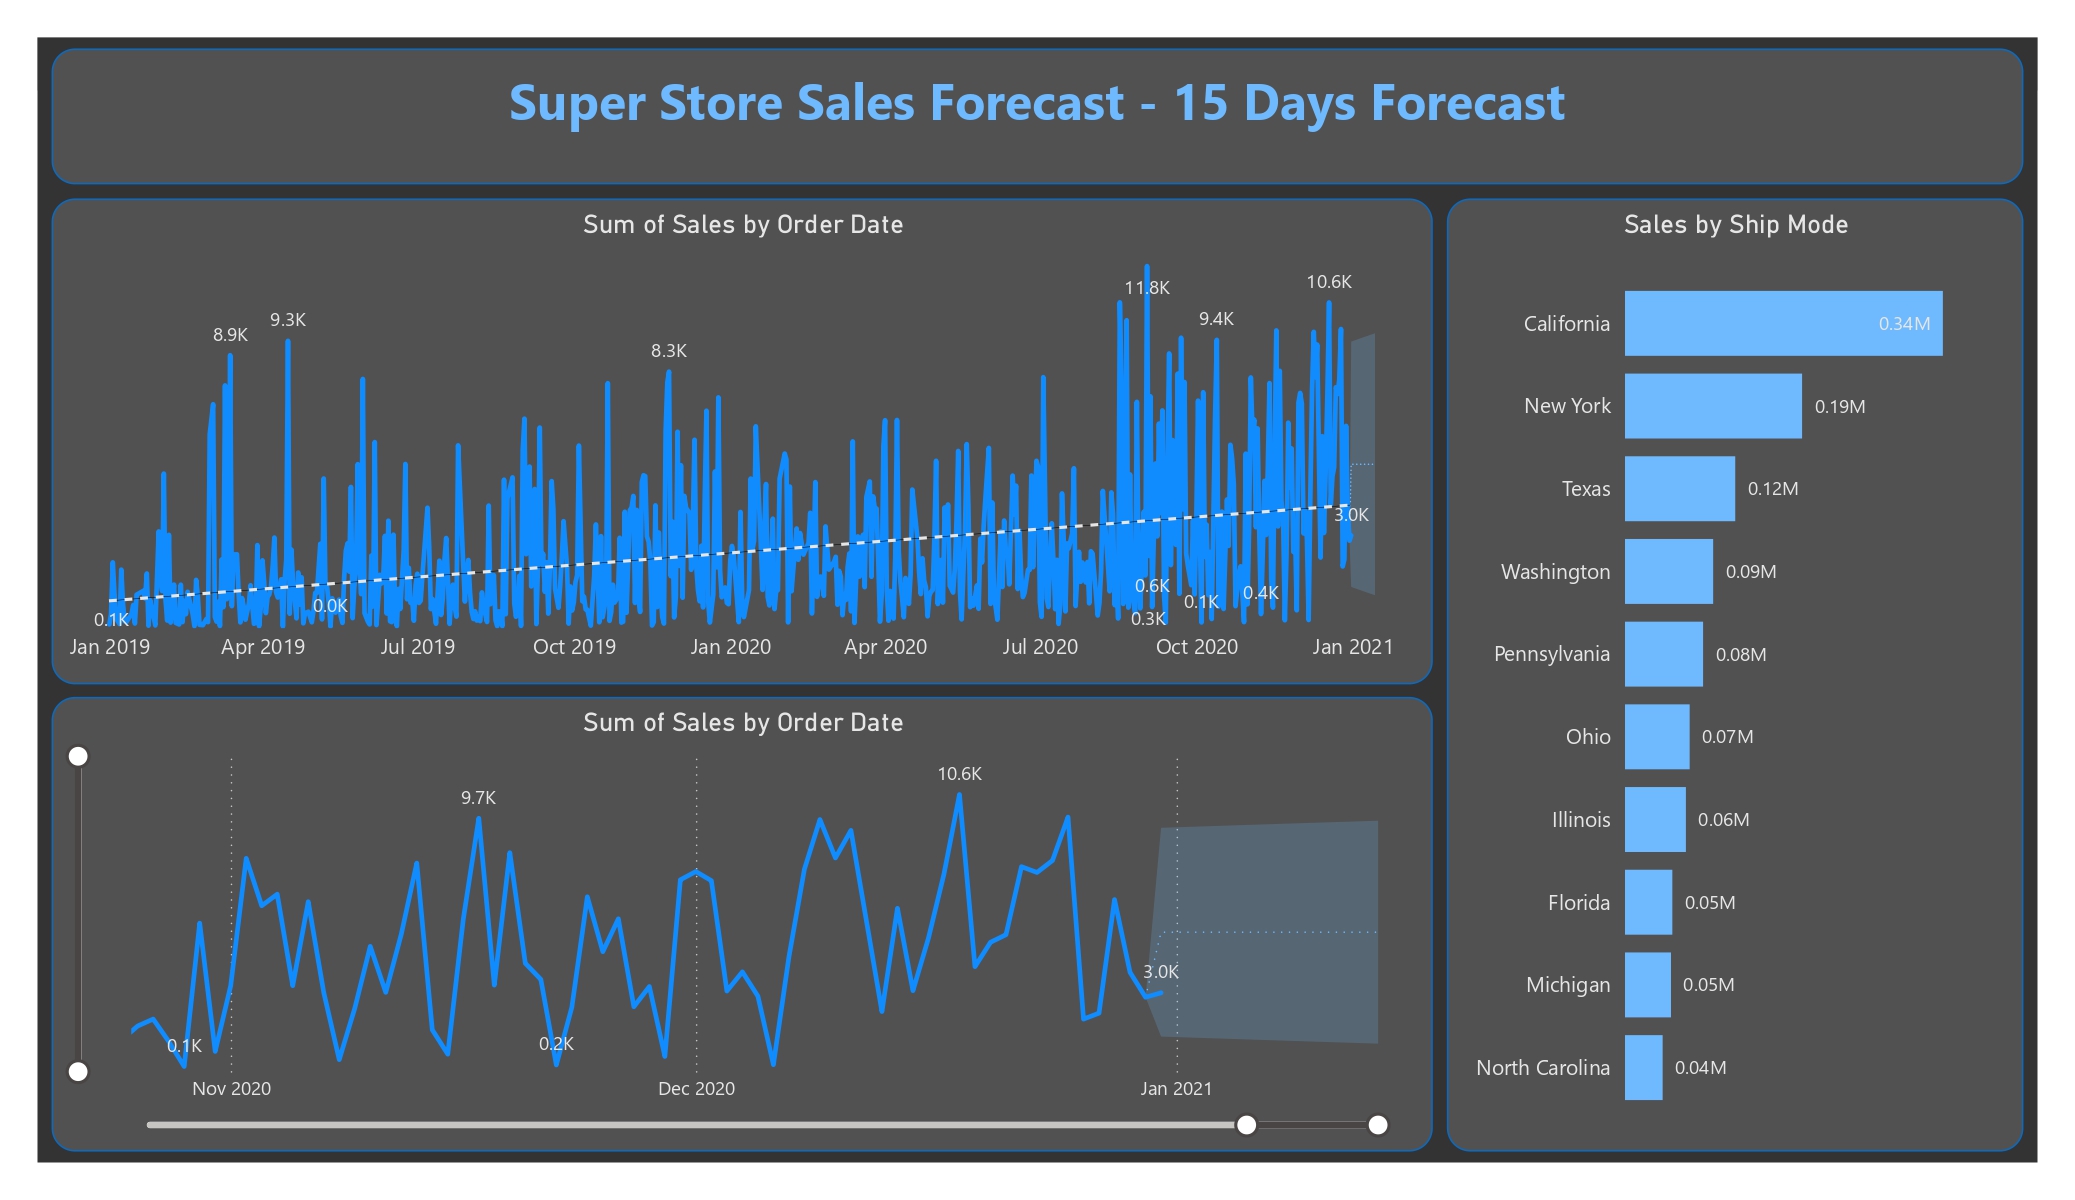 Super Store Sales Forecast - 15 Days Forecast
Sum of Sales by Order Date
11.8K
10.6K
9.3K
9.4K
8.9K
8.3K
3.0K
0.6K
0.4K
0.1K
0.0K
0.1K
0.3K
Jan 2019 Apr 2019 Jul 2019 Oct 2019 Jan 2020 Apr 2020 Jul 2020 Oct 2020 Jan 2021
Sum of Sales by Order Date
10.6K
9.7K
3.0K
0.1K
0.2K
Nov 2020 Dec 2020 Jan 2021
Sales by Ship Mode
California 0.34M
New York 0.19M
Texas 0.12M
Washington 0.09M
Pennsylvania 0.08M
Ohio 0.07M
Illinois 0.06M
Florida 0.05M
Michigan 0.05M
North Carolina 0.04M